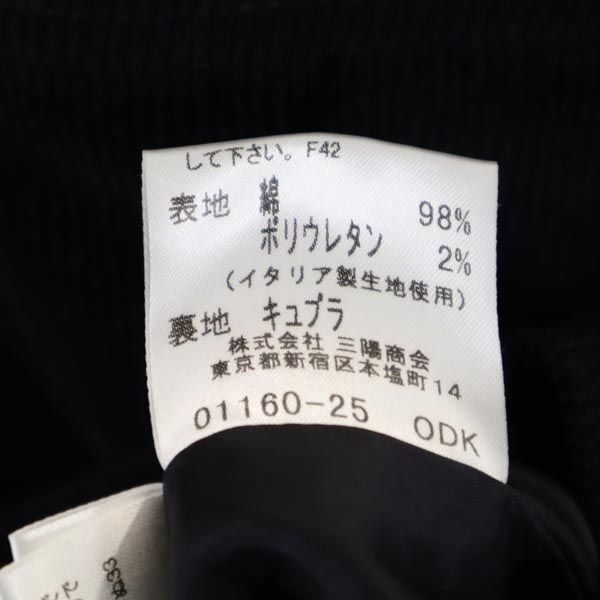 して下さい。F42
表地 綿 98%
ポリウレタン 2%
(イタリア製生地使用)
裏地 キュプラ
株式会社 三陽商会
東京都新宿区本塩町14
01160-25 ODK